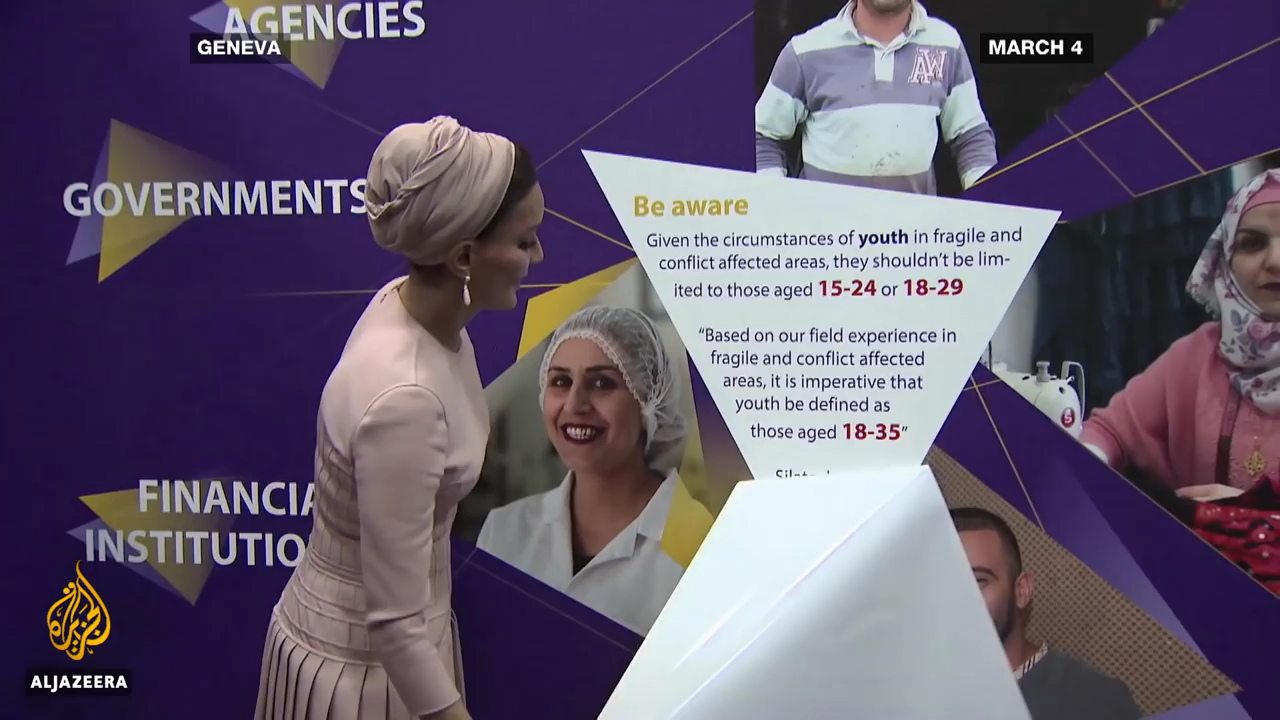 AGENCIES
GENEVA
MARCH 4
AW
GOVERNMENTS
Be aware
Given the circumstances of youth in fragile and
conflict affected areas, they shouldn't be lim-
ited to those aged 15-24 or 18-29
"Based on our field experience in
fragile and conflict affected
areas, it is imperative that
youth be defined as
those aged 18-35"
FINANCIA
INSTITUTIO
S
الجزيرة
ALJAZEERA